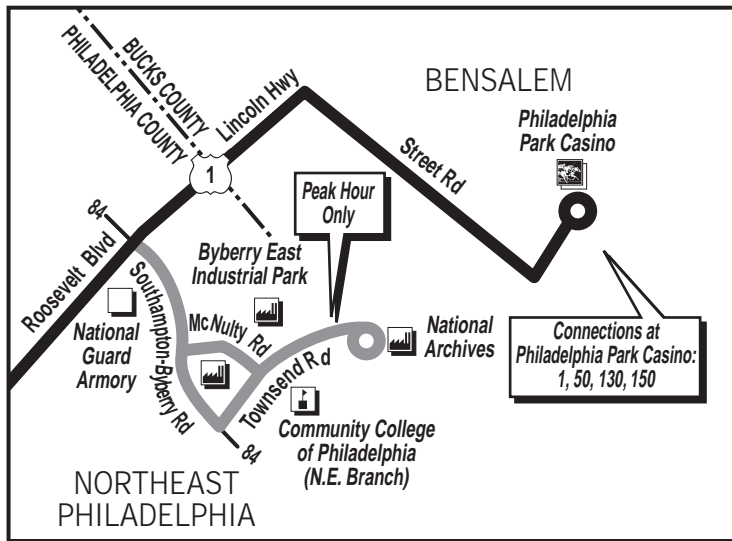 BUCKS COUNTY
PHILADELPHIA COUNTY
Lincoln Hwy
1
BENSALEM
Philadelphia
Park Casino
Street Rd
Peak Hour
Only
84
Roosevelt Blvd
Byberry East
Industrial Park
Southampton-Byberry Rd
McNulty Rd
National
Guard
Armory
Townsend Rd
National
Archives
Connections at
Philadelphia Park Casino:
1, 50, 130, 150
84
Community College
of Philadelphia
(N.E. Branch)
NORTHEAST
PHILADELPHIA